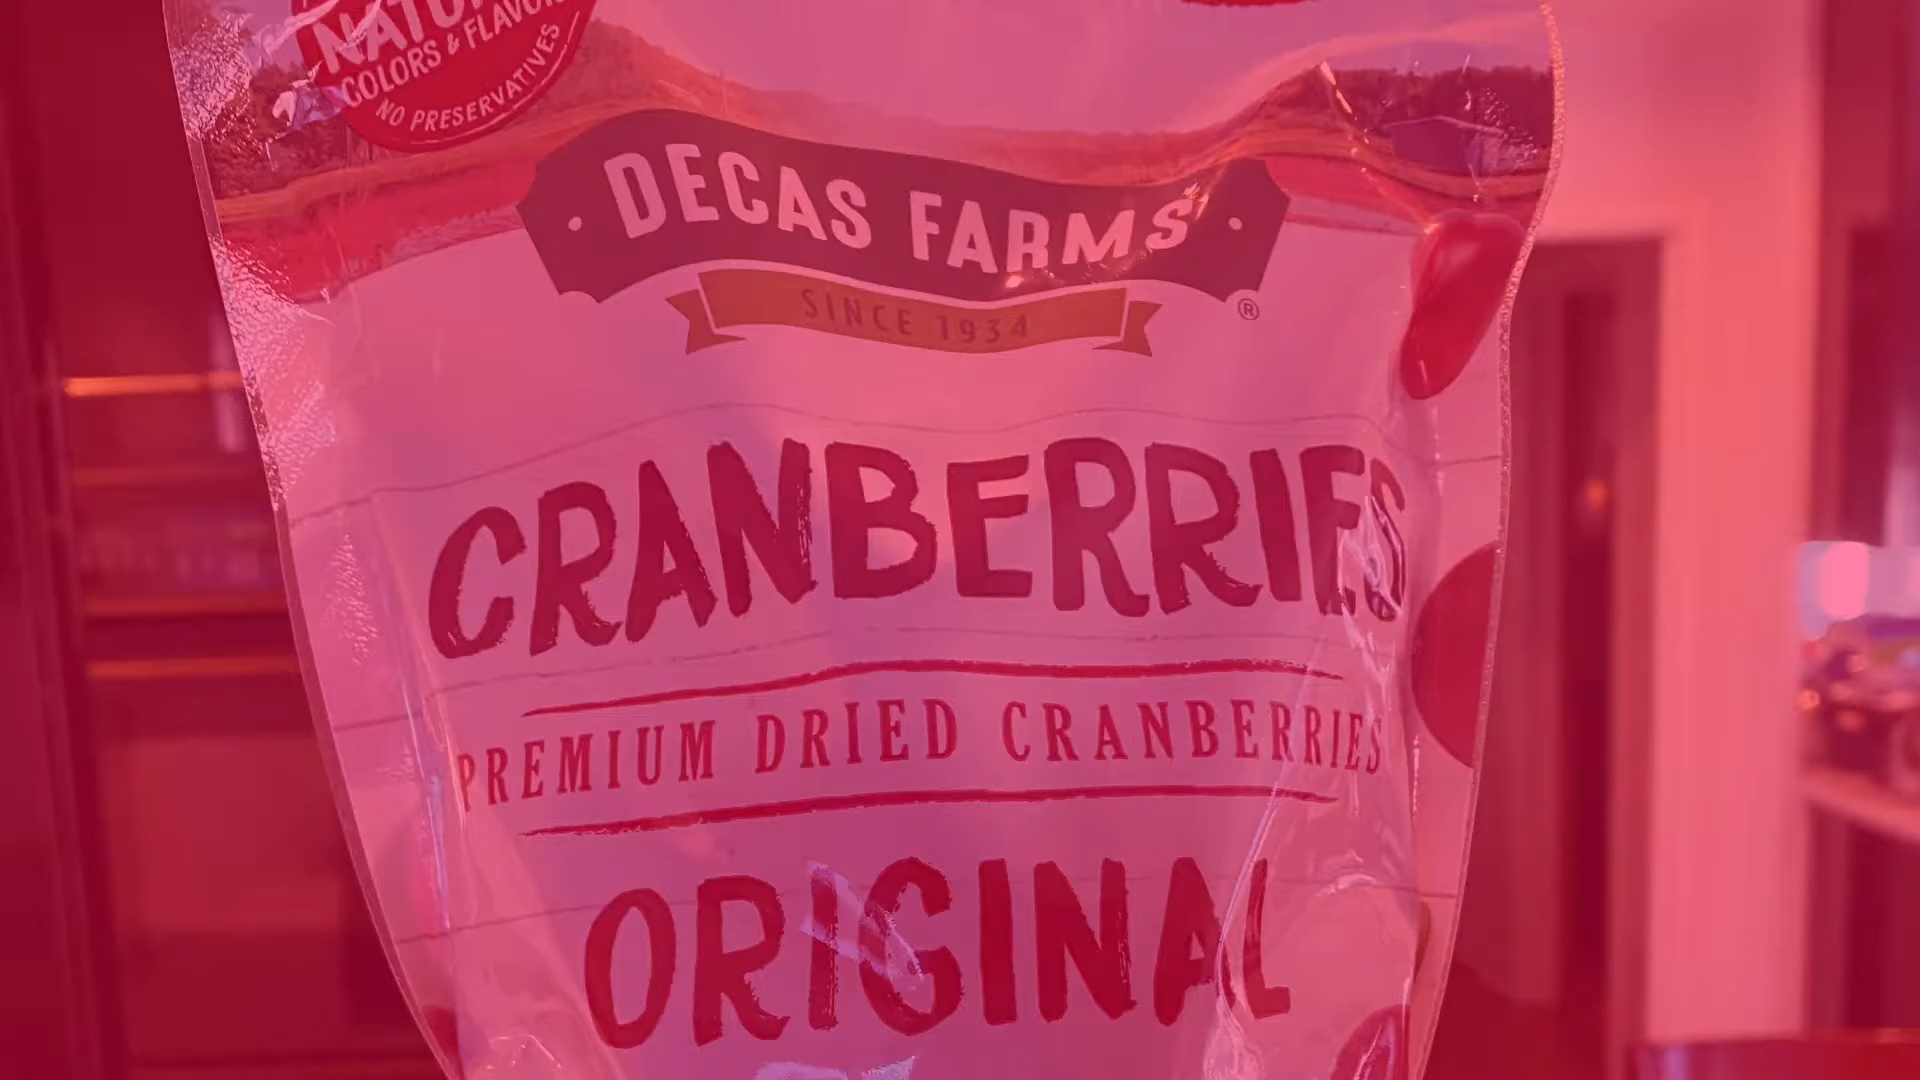 COLORS & FLAVORS
NO PRESERVATIVES
DECAS FARMS
SINCE 1934
®
CRANBERRIES
PREMIUM DRIED CRANBERRIES
ORIGINAL